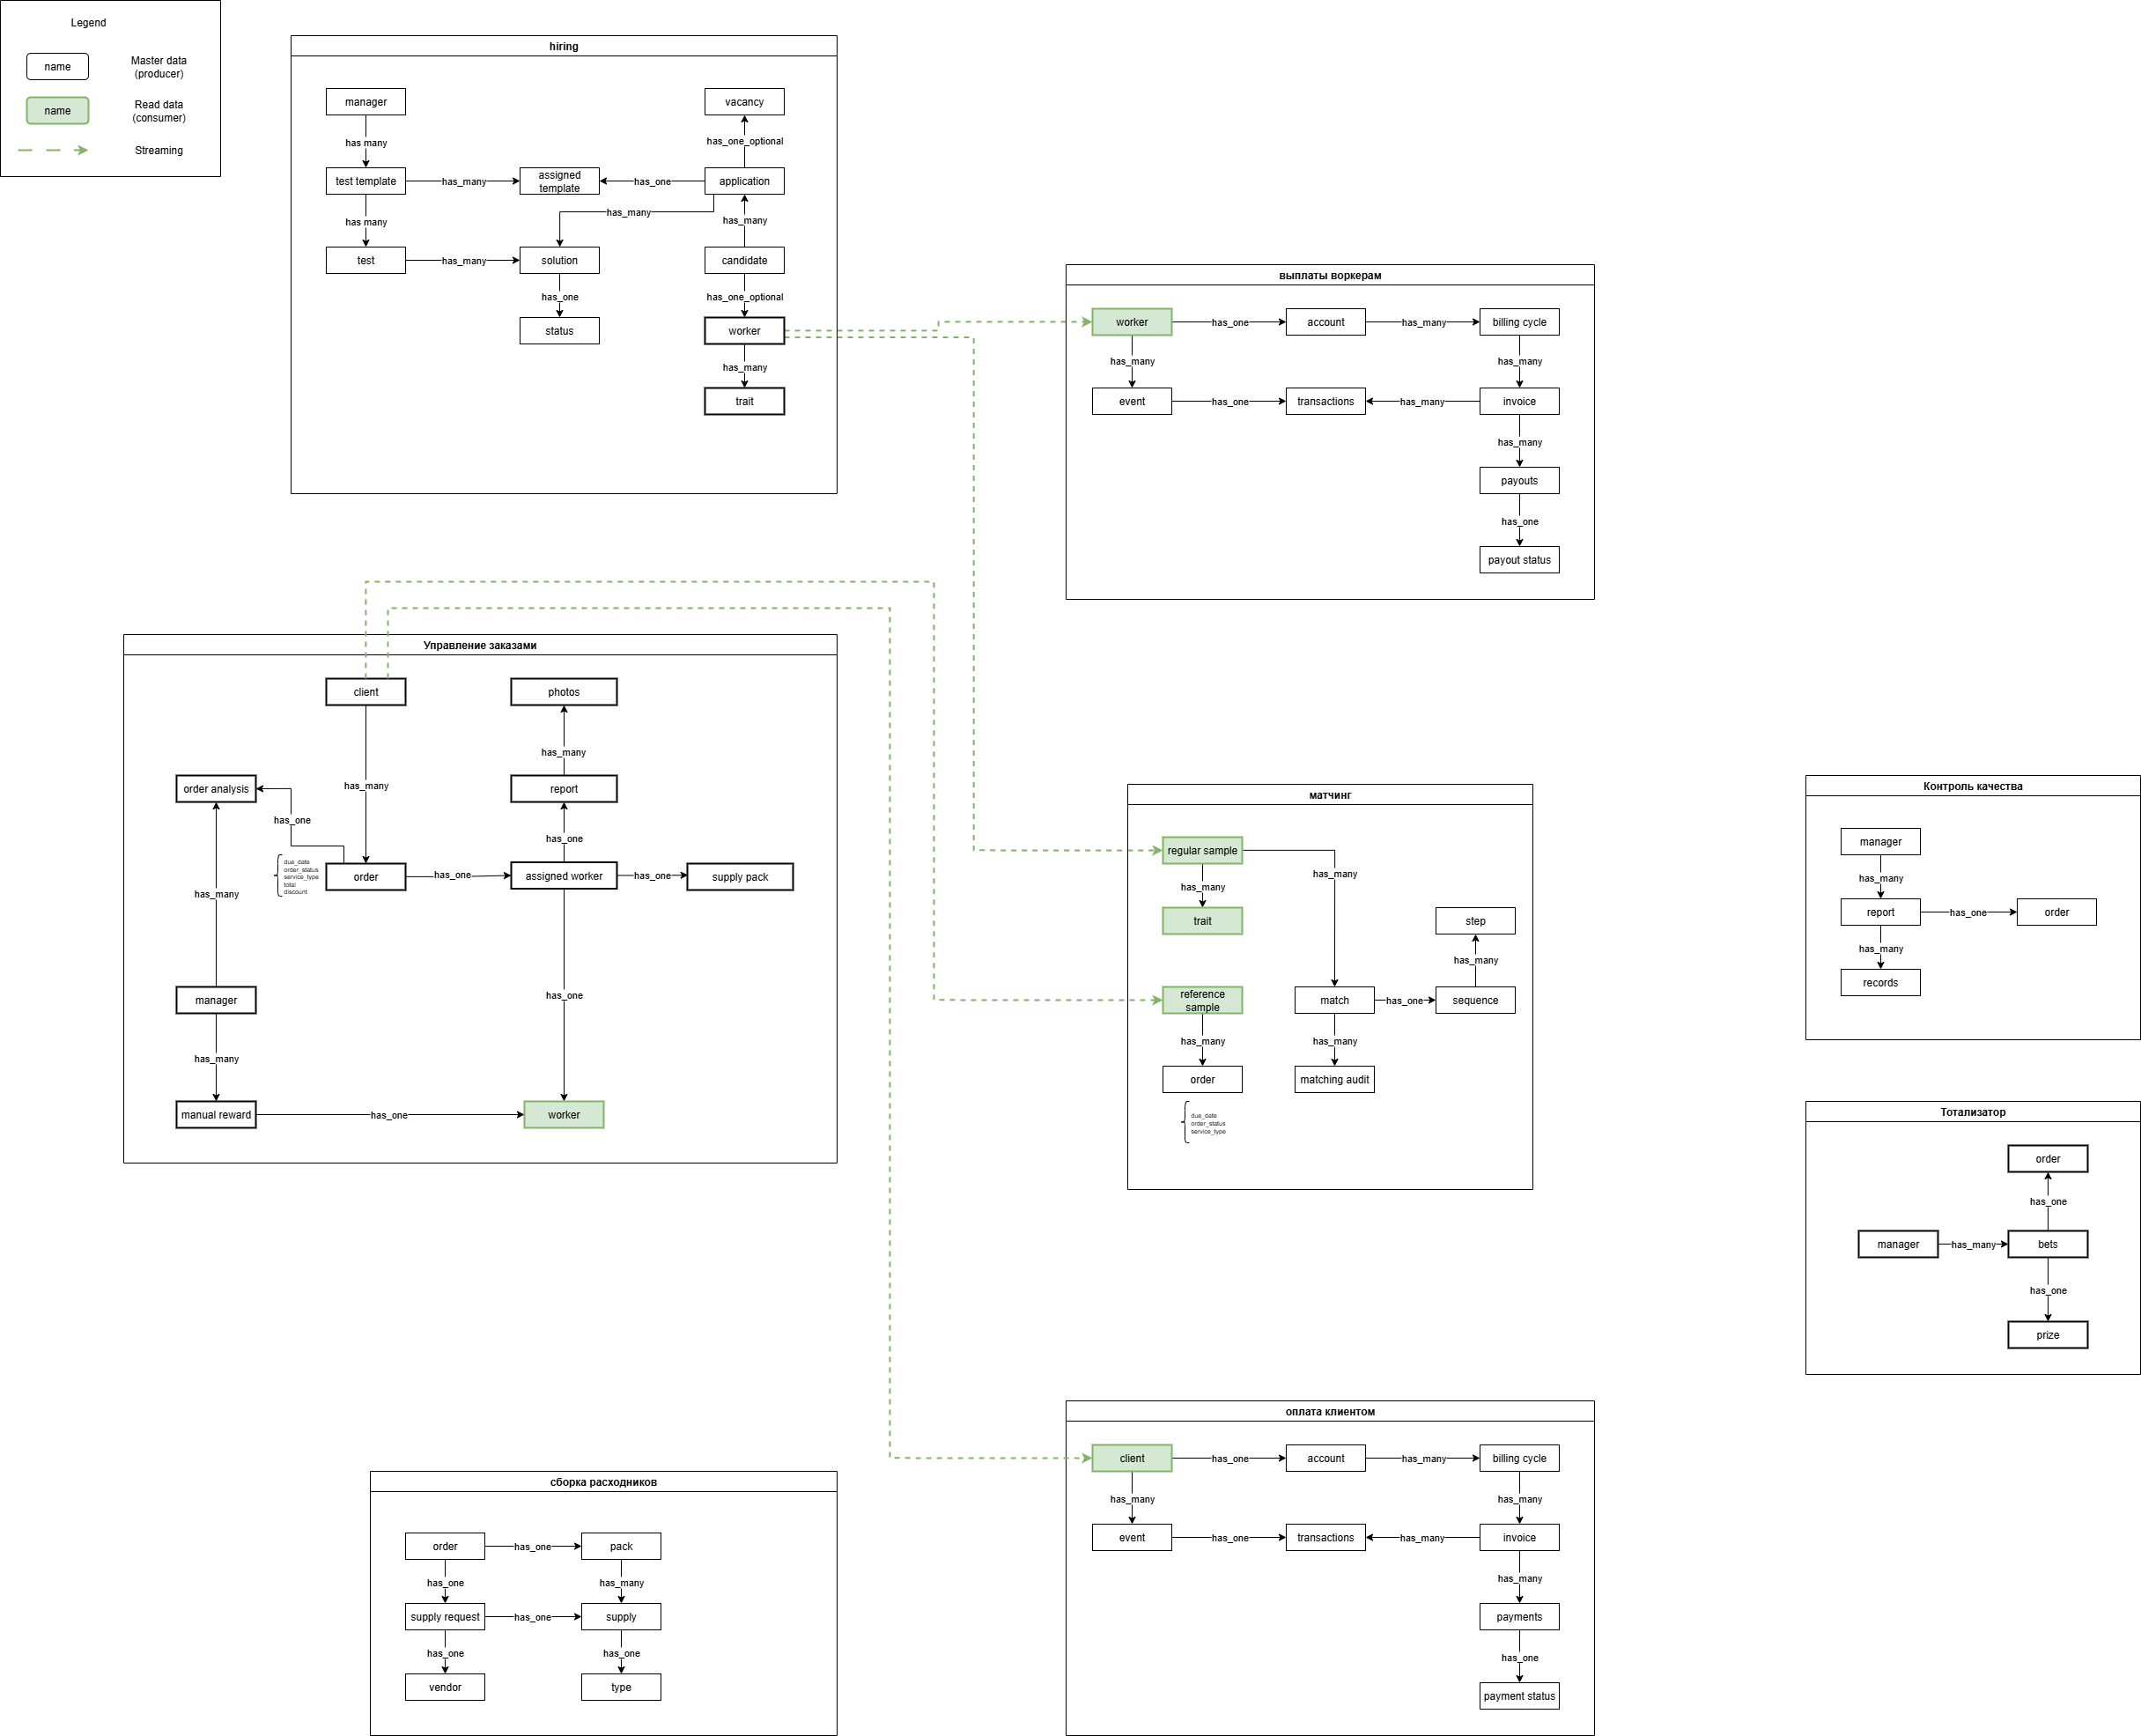 Legend
name
Master data
(producer)
name
Read data
(consumer)
Streaming
hiring
manager
vacancy
has many
has_one_optional
test template
has_many
assigned
template
has_one
application
has many
has_many
has_many
test
has_many
solution
candidate
has_one
has_one_optional
status
worker
has_many
trait
выплаты воркерам
worker
has_one
account
has_many
billing cycle
has_many
has_many
event
has_one
transactions
has_many
invoice
has_many
payouts
has_one
payout status
Управление заказами
client
photos
has_many
has_many
order analysis
report
has_one
has_one
due_date
order_status
service_type
total
discount
order
has_one
assigned worker
has_one
supply pack
has_many
has_one
manager
has_many
manual reward
has_one
worker
матчинг
regular sample
has_many
has_many
trait
step
has_many
reference
sample
match
has_one
sequence
has_many
has_many
order
matching audit
due_date
order_status
service_type
Контроль качества
manager
has_many
report
has_one
order
has_many
records
Тотализатор
order
has_one
manager
has_many
bets
has_one
prize
сборка расходников
order
has_one
pack
has_one
has_many
supply request
has_one
supply
has_one
has_one
vendor
type
оплата клиентом
client
has_one
account
has_many
billing cycle
has_many
has_many
event
has_one
transactions
has_many
invoice
has_many
payments
has_one
payment status